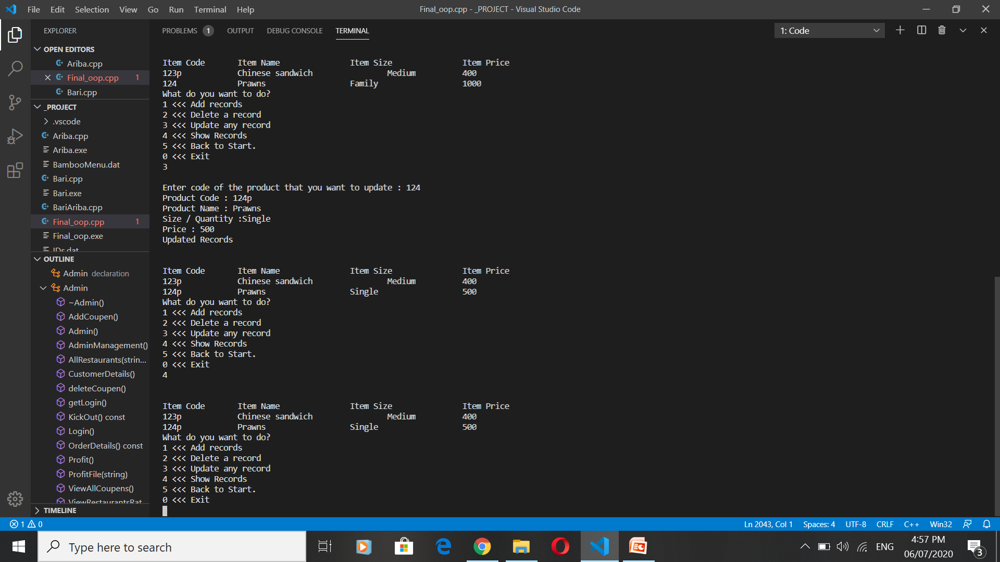 File Edit Selection View Go Run Terminal Help
Final_oop.cpp - _PROJECT - Visual Studio Code
EXPLORER
OPEN EDITORS
Ariba.cpp
Final_oop.cpp 1
Bari.cpp
_PROJECT
.vscode
Ariba.cpp
Ariba.exe
BambooMenu.dat
Bari.cpp
Bari.exe
BariAriba.cpp
Final_oop.cpp 1
Final_oop.exe
IDs.dat
OUTLINE
Admin declaration
Admin
~Admin()
AddCoupen()
Admin()
AdminManagement()
AllRestaurants(strin...
CustomerDetails()
deleteCoupen()
getLogin()
KickOut() const
Login()
OrderDetails() const
Profit()
ProfitFile(string)
ViewAllCoupens()
ViewRestaurantsRat
TIMELINE
PROBLEMS 1 OUTPUT DEBUG CONSOLE TERMINAL
1: Code
Item Code Item Name Item Size Item Price
123p Chinese sandwich Medium 400
124 Prawns Family 1000
What do you want to do?
1 <<< Add records
2 <<< Delete a record
3 <<< Update any record
4 <<< Show Records
5 <<< Back to Start.
0 <<< Exit
3
Enter code of the product that you want to update : 124
Product Code : 124p
Product Name : Prawns
Size / Quantity :Single
Price : 500
Updated Records
Item Code Item Name Item Size Item Price
123p Chinese sandwich Medium 400
124p Prawns Single 500
What do you want to do?
1 <<< Add records
2 <<< Delete a record
3 <<< Update any record
4 <<< Show Records
5 <<< Back to Start.
0 <<< Exit
4
Item Code Item Name Item Size Item Price
123p Chinese sandwich Medium 400
124p Prawns Single 500
What do you want to do?
1 <<< Add records
2 <<< Delete a record
3 <<< Update any record
4 <<< Show Records
5 <<< Back to Start.
0 <<< Exit
1 0 Ln 2043, Col 1 Spaces: 4 UTF-8 CRLF C++ Win32
Type here to search
ENG
4:57 PM
06/07/2020
3